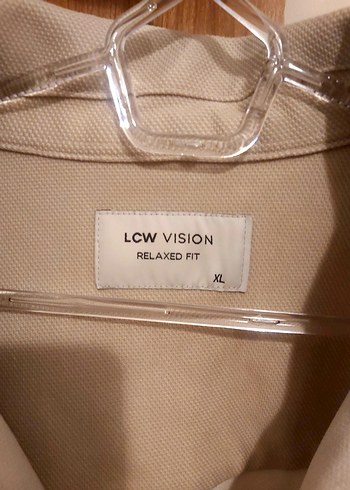 LCW VISION
RELAXED FIT
XL